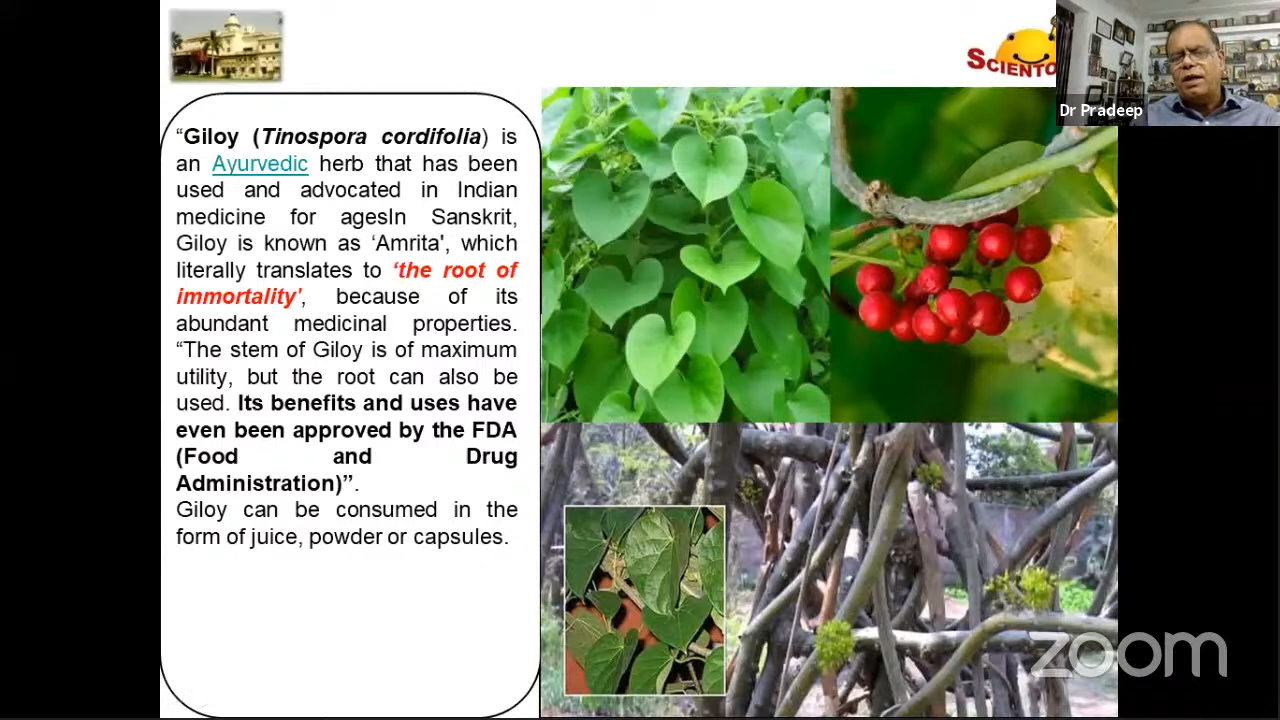 SCIENTO
Dr Pradeep
“Giloy (Tinospora cordifolia) is
an Ayurvedic herb that has been
used and advocated in Indian
medicine for agesIn Sanskrit,
Giloy is known as ‘Amrita', which
literally translates to ‘the root of
immortality’, because of its
abundant medicinal properties.
“The stem of Giloy is of maximum
utility, but the root can also be
used. Its benefits and uses have
even been approved by the FDA
(Food and Drug
Administration)”.
Giloy can be consumed in the
form of juice, powder or capsules.
zoom